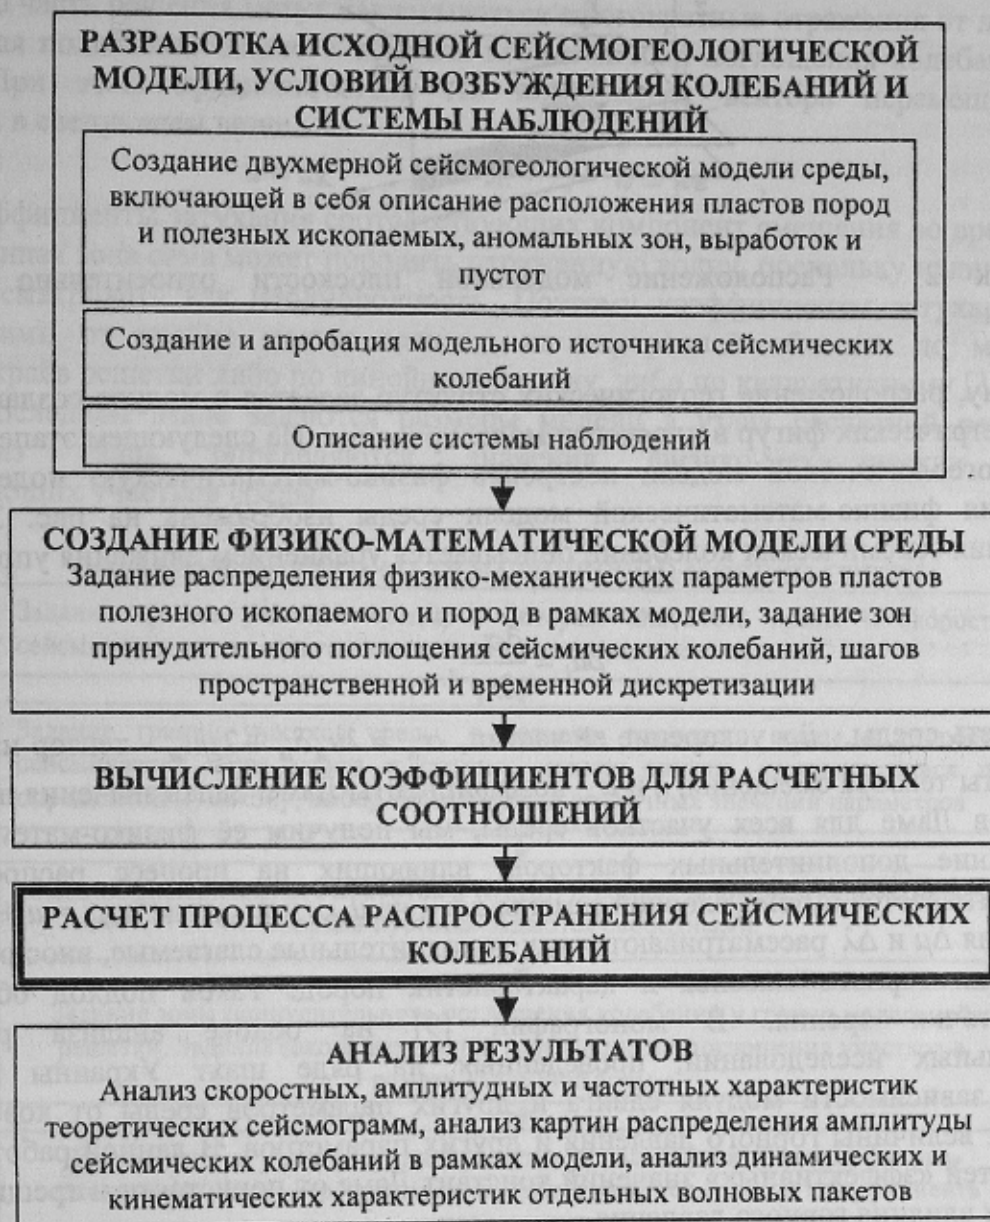 РАЗРАБОТКА ИСХОДНОЙ СЕЙСМОГЕОЛОГИЧЕСКОЙ
МОДЕЛИ, УСЛОВИЙ ВОЗБУЖДЕНИЯ КОЛЕБАНИЙ И
СИСТЕМЫ НАБЛЮДЕНИЙ
Создание двухмерной сейсмогеологической модели среды,
включающей в себя описание расположения пластов пород
и полезных ископаемых, аномальных зон, выработок и
пустот
Создание и апробация модельного источника сейсмических
колебаний
Описание системы наблюдений
СОЗДАНИЕ ФИЗИКО-МАТЕМАТИЧЕСКОЙ МОДЕЛИ СРЕДЫ
Задание распределения физико-механических параметров пластов
полезного ископаемого и пород в рамках модели, задание зон
принудительного поглощения сейсмических колебаний, шагов
пространственной и временной дискретизации
ВЫЧИСЛЕНИЕ КОЭФФИЦИЕНТОВ ДЛЯ РАСЧЕТНЫХ
СООТНОШЕНИЙ
РАСЧЕТ ПРОЦЕССА РАСПРОСТРАНЕНИЯ СЕЙСМИЧЕСКИХ
КОЛЕБАНИЙ
АНАЛИЗ РЕЗУЛЬТАТОВ
Анализ скоростных, амплитудных и частотных характеристик
теоретических сейсмограмм, анализ картин распределения амплитуды
сейсмических колебаний в рамках модели, анализ динамических и
кинематических характеристик отдельных волновых пакетов